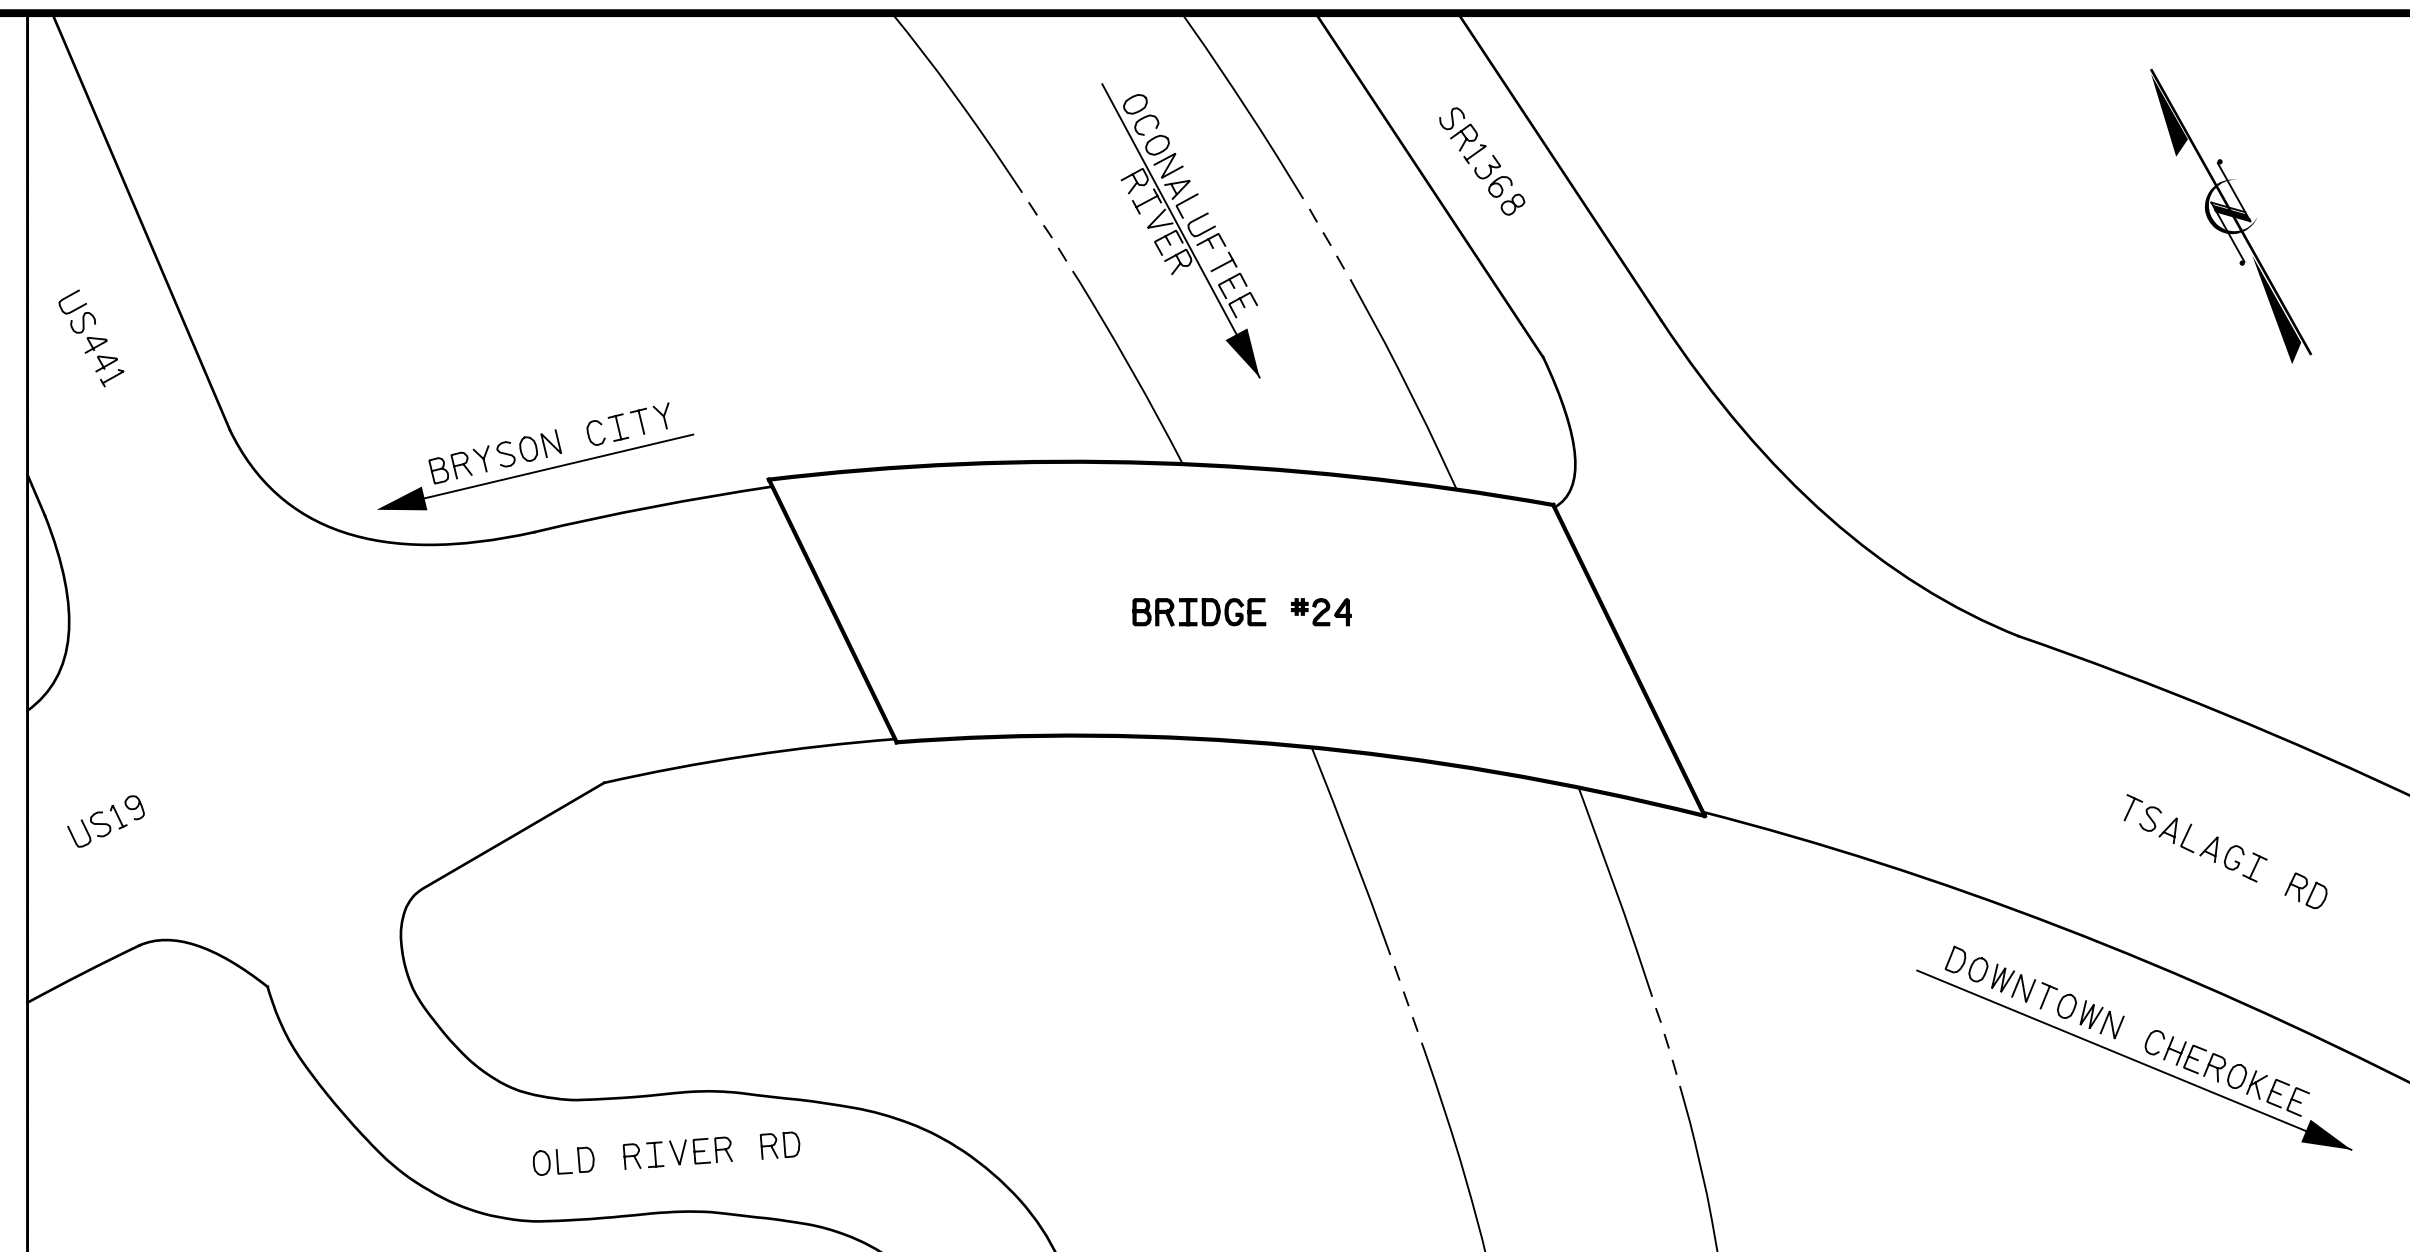 OCONALUFTEE
RIVER
SR1368
US441
BRYSON CITY
N
BRIDGE #24
US19
TSALAGI RD
DOWNTOWN CHEROKEE
OLD RIVER RD